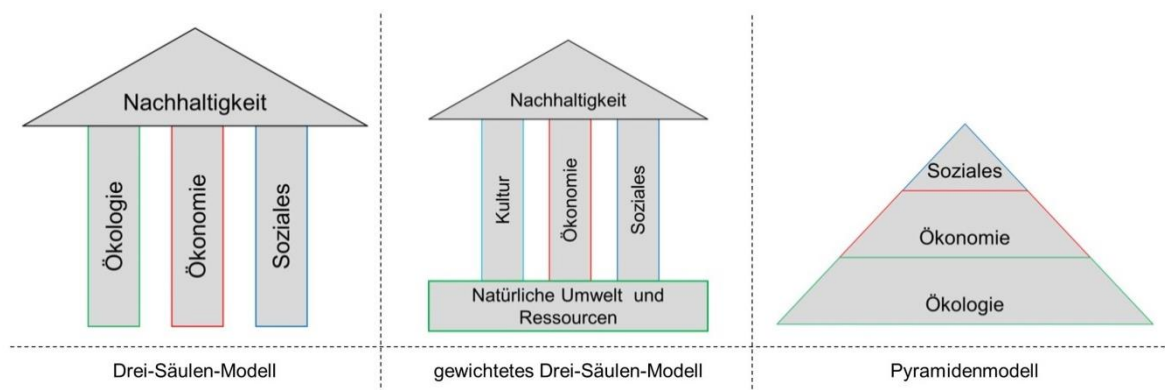 Nachhaltigkeit
Ökologie
Ökonomie
Soziales
Drei-Säulen-Modell
Nachhaltigkeit
Kultur
Ökonomie
Soziales
Natürliche Umwelt und
Ressourcen
gewichtetes Drei-Säulen-Modell
Soziales
Ökonomie
Ökologie
Pyramidenmodell